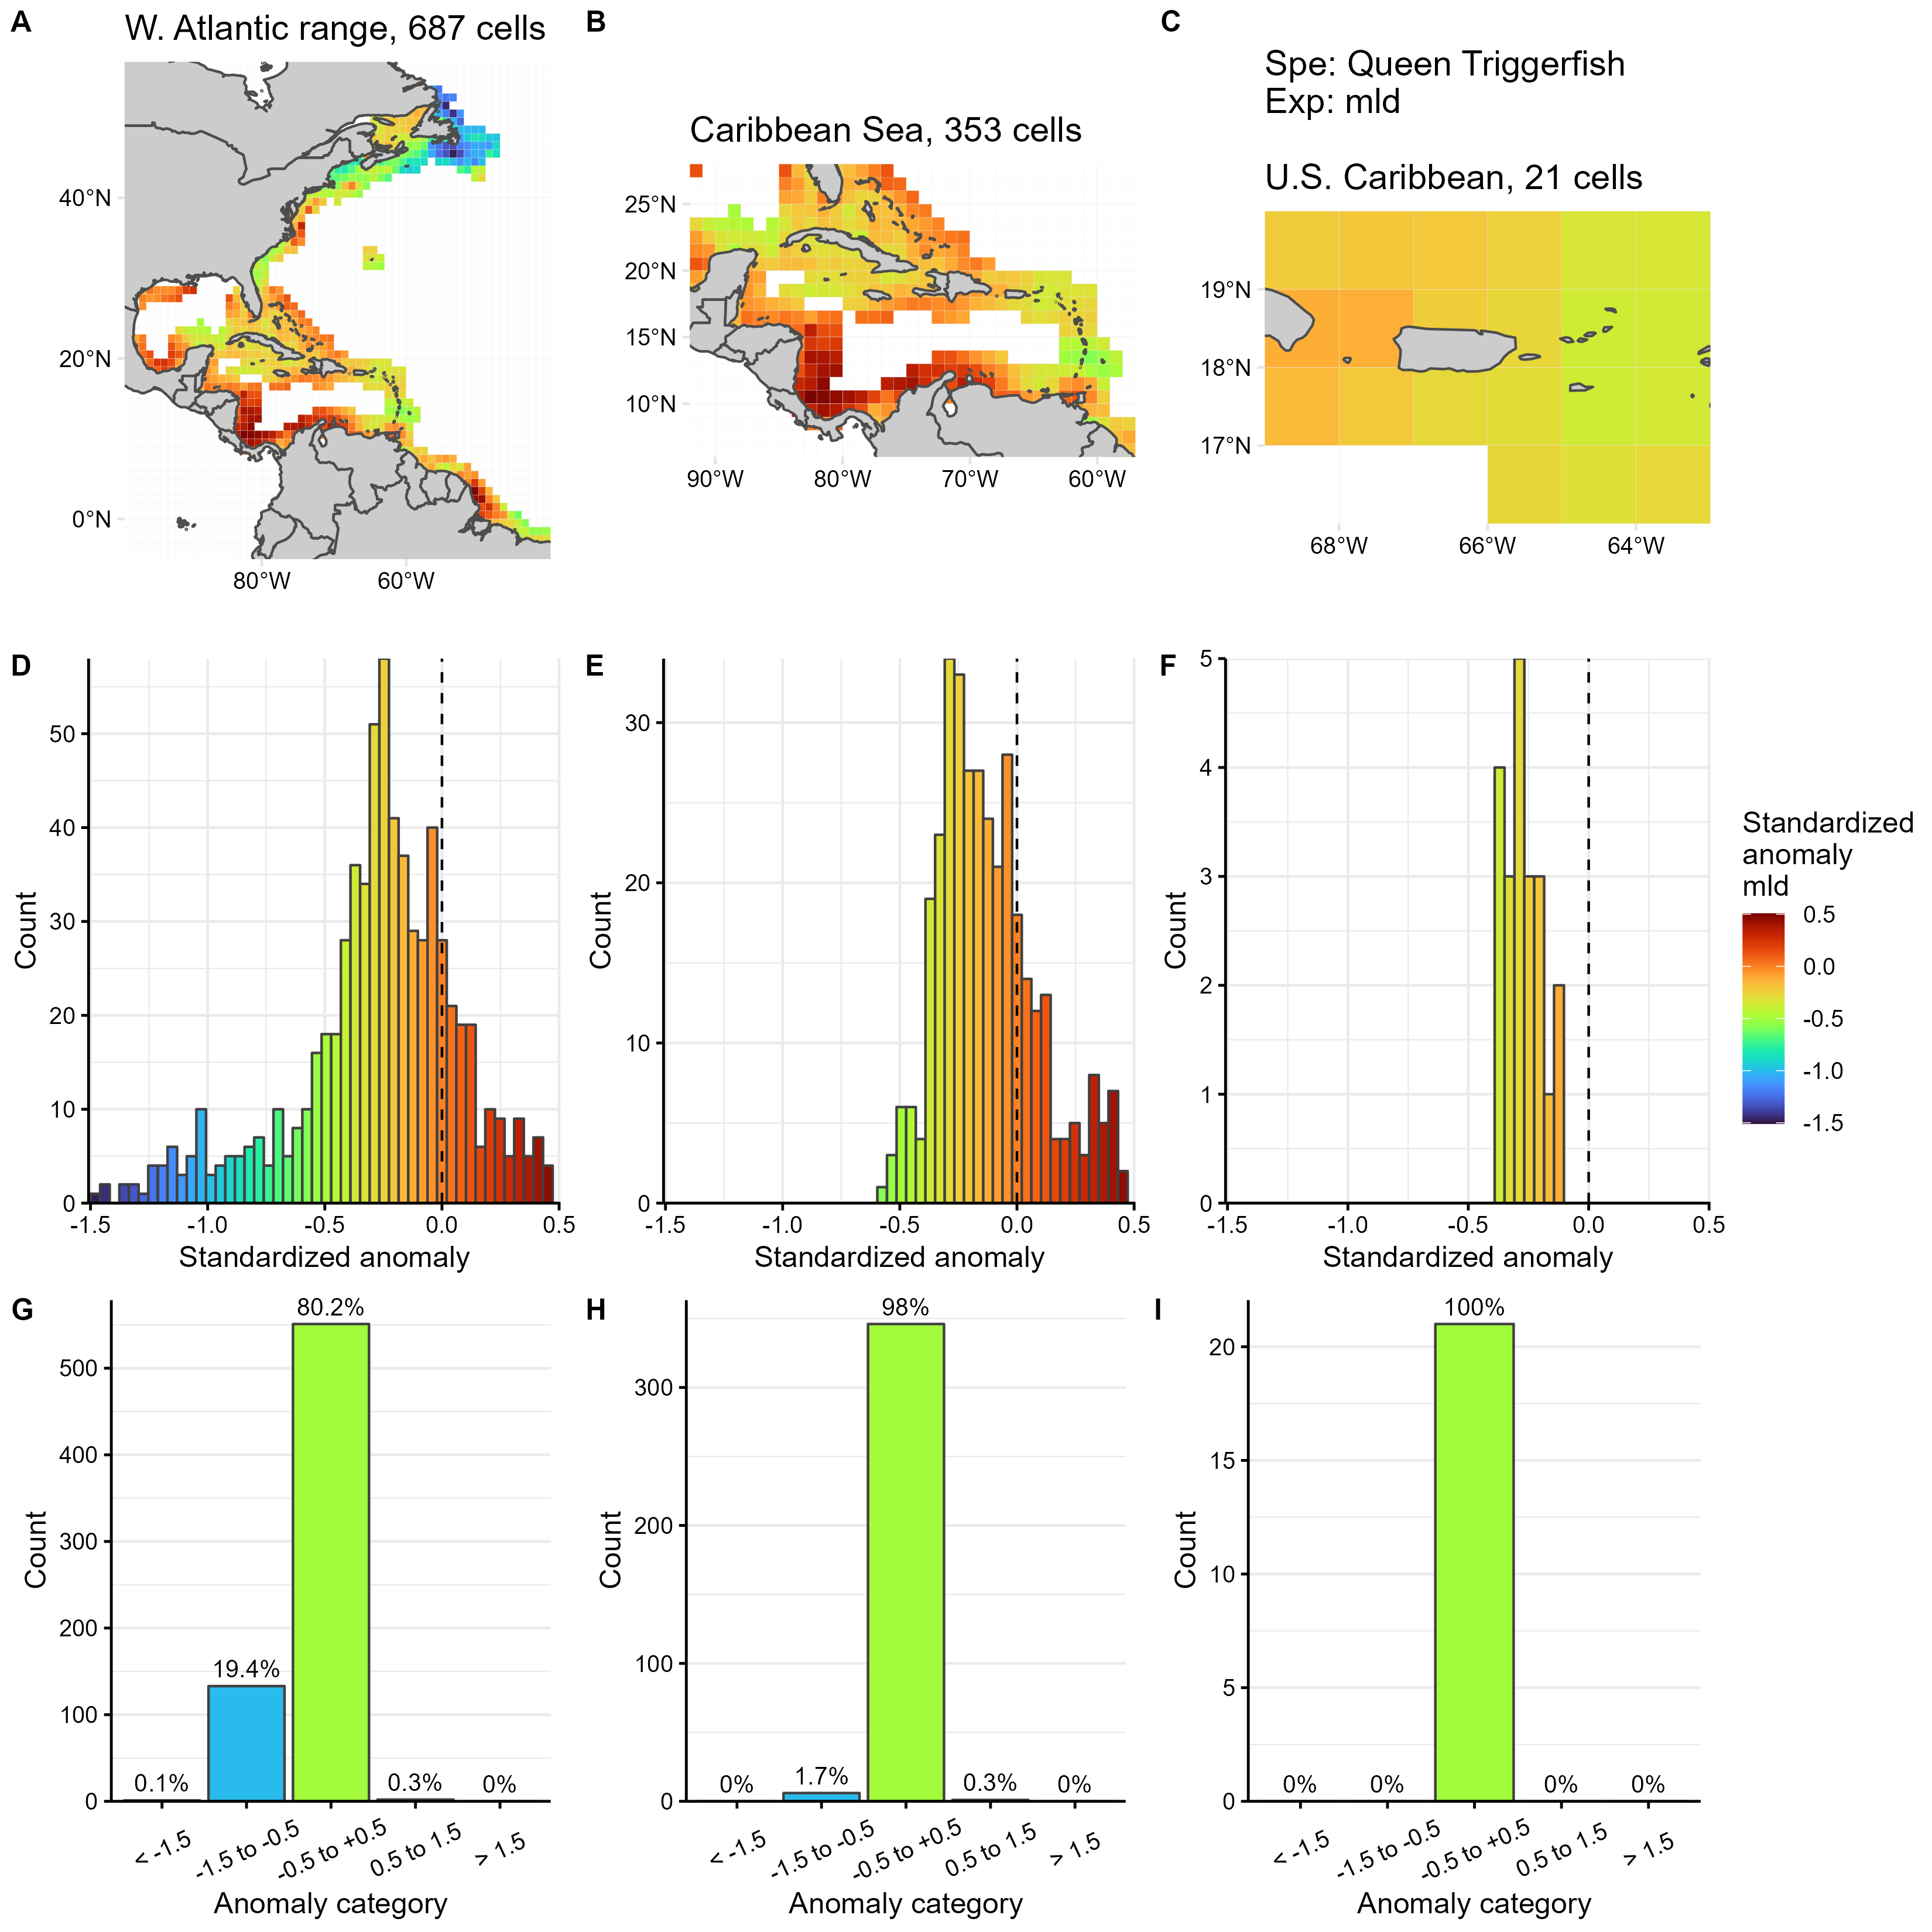 A
W. Atlantic range, 687 cells
40°N
20°N
0°N
80°W 60°W
B
Caribbean Sea, 353 cells
25°N
20°N
15°N
10°N
90°W 80°W 70°W 60°W
C
Spe: Queen Triggerfish
Exp: mld
U.S. Caribbean, 21 cells
19°N
18°N
17°N
68°W 66°W 64°W
D
Count
50
40
30
20
10
0
-1.5 -1.0 -0.5 0.0 0.5
Standardized anomaly
E
Count
30
20
10
0
-1.5 -1.0 -0.5 0.0 0.5
Standardized anomaly
F
Count
5
4
3
2
1
0
-1.5 -1.0 -0.5 0.0 0.5
Standardized anomaly
Standardized
anomaly
mld
0.5
0.0
-0.5
-1.0
-1.5
G
Count
500
400
300
200
100
0
0.1% 19.4% 80.2% 0.3% 0%
< -1.5 -1.5 to -0.5 -0.5 to +0.5 0.5 to 1.5 > 1.5
Anomaly category
H
Count
300
200
100
0
0% 1.7% 98% 0.3% 0%
< -1.5 -1.5 to -0.5 -0.5 to +0.5 0.5 to 1.5 > 1.5
Anomaly category
I
Count
20
15
10
5
0
0% 0% 100% 0% 0%
< -1.5 -1.5 to -0.5 -0.5 to +0.5 0.5 to 1.5 > 1.5
Anomaly category